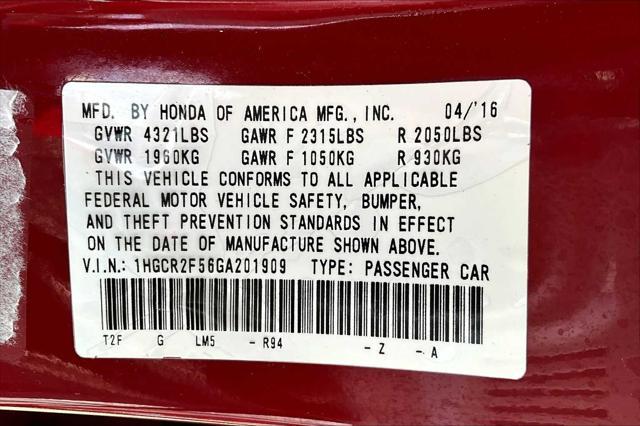 MFD. BY HONDA OF AMERICA MFG., INC. 04/'16
GVWR 4321LBS GAWR F 2315LBS R 2050LBS
GVWR 1960KG GAWR F 1050KG R 930KG
THIS VEHICLE CONFORMS TO ALL APPLICABLE
FEDERAL MOTOR VEHICLE SAFETY, BUMPER,
AND THEFT PREVENTION STANDARDS IN EFFECT
ON THE DATE OF MANUFACTURE SHOWN ABOVE.
V.I.N.: 1HGCR2F56GA201909 TYPE: PASSENGER CAR
T2F G LM5 - R94 - Z - A